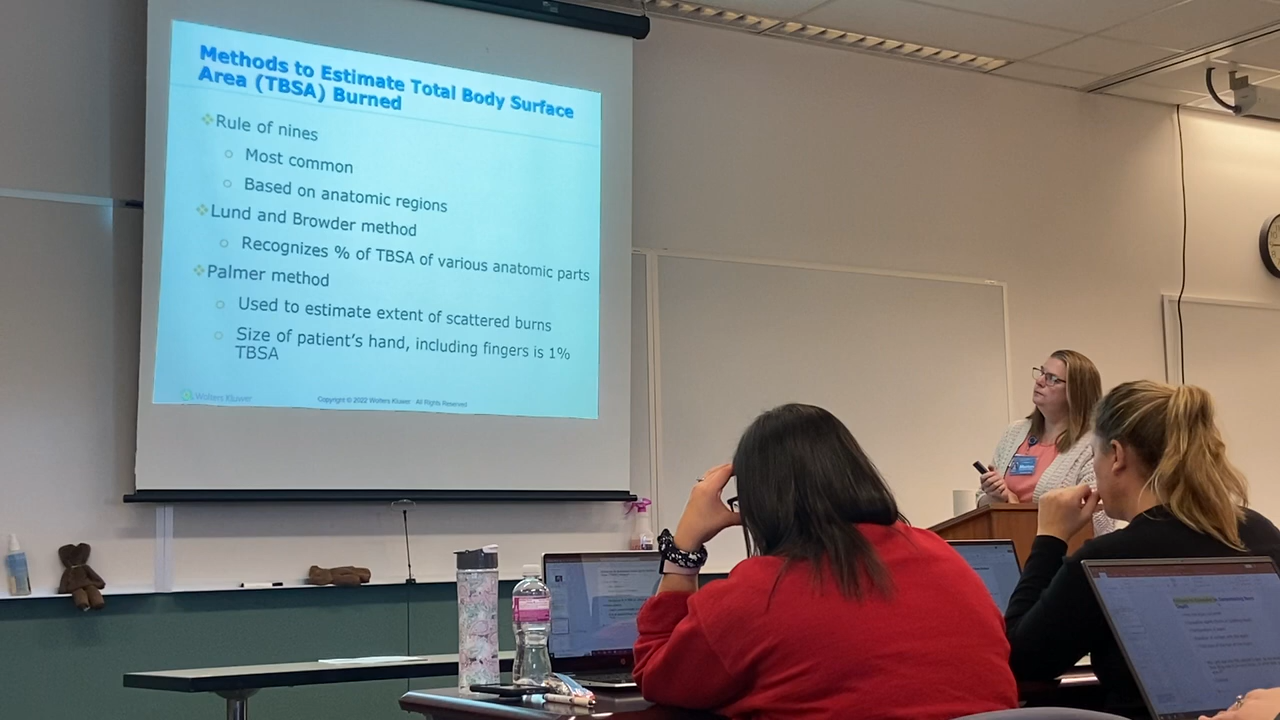 Methods to Estimate Total Body Surface
Area (TBSA) Burned
Rule of nines
Most common
Based on anatomic regions
Lund and Browder method
Recognizes % of TBSA of various anatomic parts
Palmer method
Used to estimate extent of scattered burns
Size of patient's hand, including fingers is 1%
TBSA
Wolters Kluwer
Copyright © 2022 Wolters Kluwer All Rights Reserved